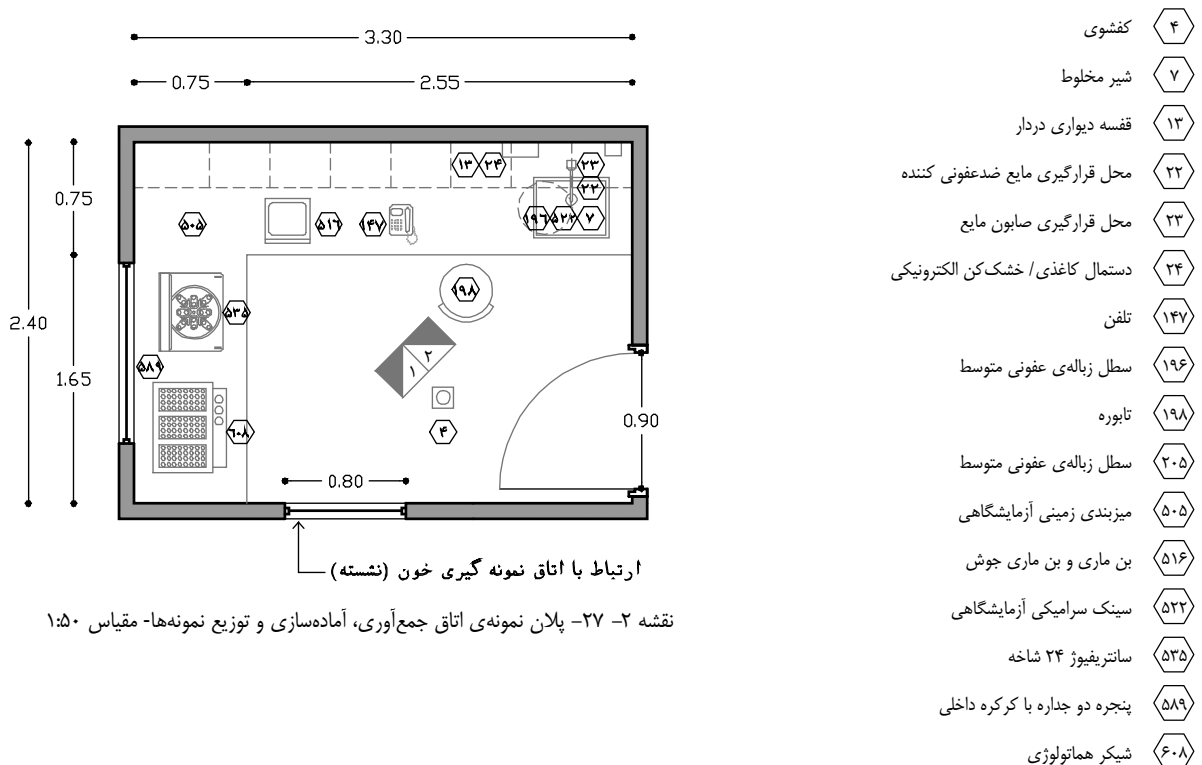 ۴ کفشوی
۷ شیر مخلوط
۱۳ قفسه دیواری دردار
۲۲ محل قرارگیری مایع ضدعفونی کننده
۲۳ محل قرارگیری صابون مایع
۲۴ دستمال کاغذی/ خشک‌کن الکترونیکی
۱۴۷ تلفن
۱۹۶ سطل زباله‌ی عفونی متوسط
۱۹۸ تابوره
۲۰۵ سطل زباله‌ی عفونی متوسط
۵۰۵ میزبندی زمینی آزمایشگاهی
۵۱۶ بن ماری و بن ماری جوش
۵۲۲ سینک سرامیکی آزمایشگاهی
۵۳۵ سانتریفیوژ ۲۴ شاخه
۵۸۹ پنجره دو جداره با کرکره داخلی
۶۰۸ شیکر هماتولوژی
3.30
0.75 2.55
۱۳ ۲۴ ۲۳
۲۲
0.75
۵۰۵ ۵۱۶ ۱۴۷ ۱۹۶ ۵۲۲ ۷
۱۹۸
۵۳۵
2.40
۱ ۲
۵۸۹
1.65
0.90
۶۰۸ ۴
0.80
ارتباط با اتاق نمونه گیری خون (نشسته)
نقشه ۲- ۲۷- پلان نمونه‌ی اتاق جمع‌آوری، آماده‌سازی و توزیع نمونه‌ها- مقیاس ۱:۵۰